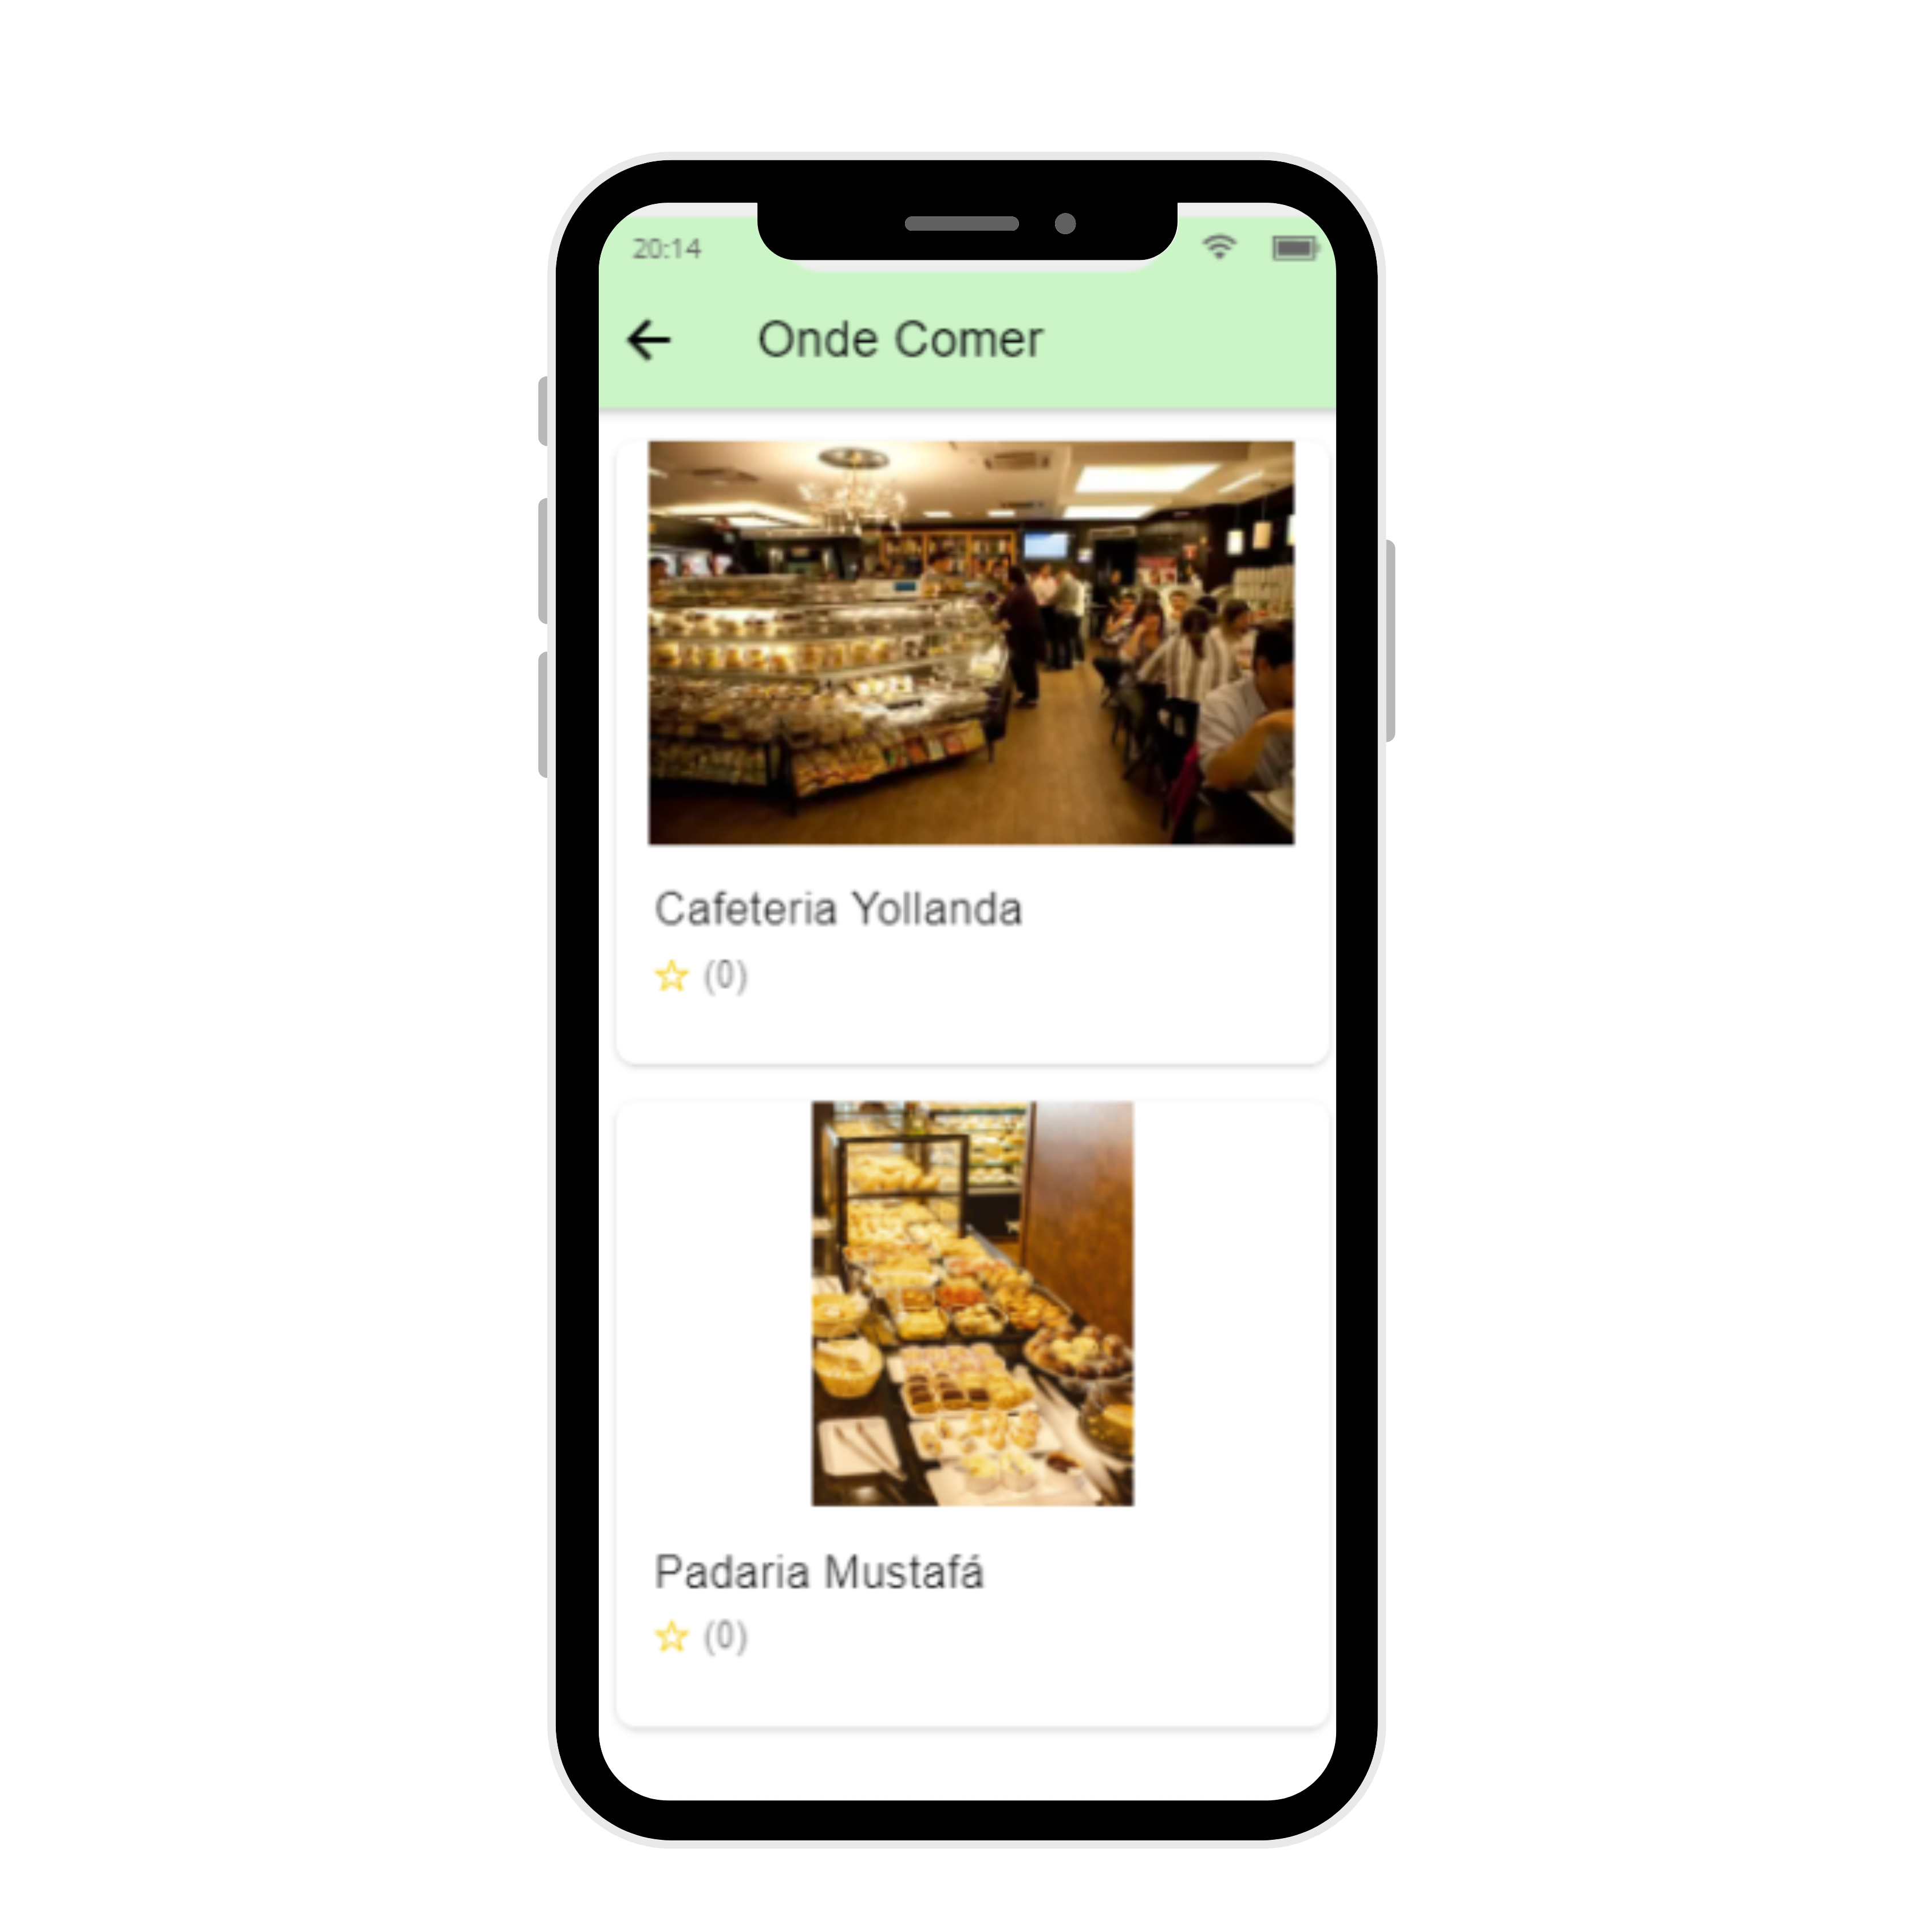 20:14
Onde Comer
Cafeteria Yollanda
(0)
Padaria Mustafá
(0)